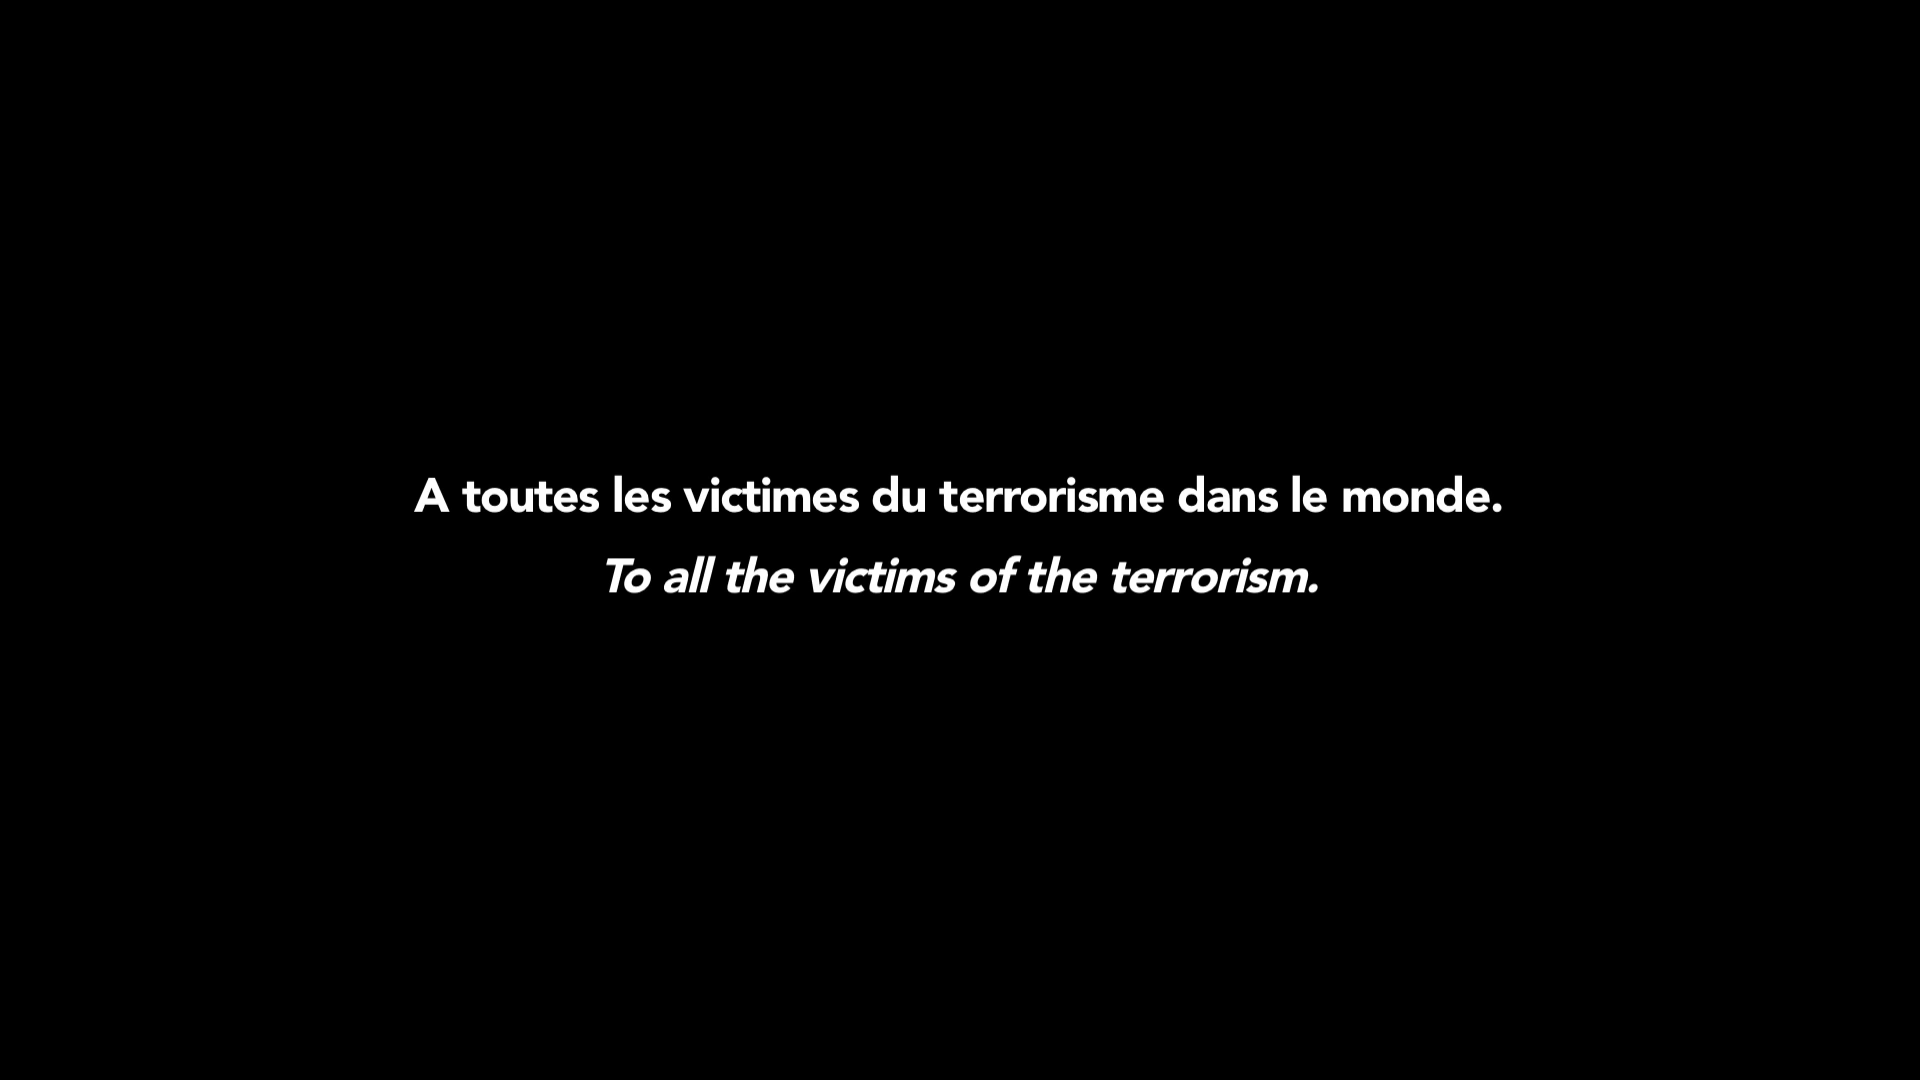 A toutes les victimes du terrorisme dans le monde.
To all the victims of the terrorism.